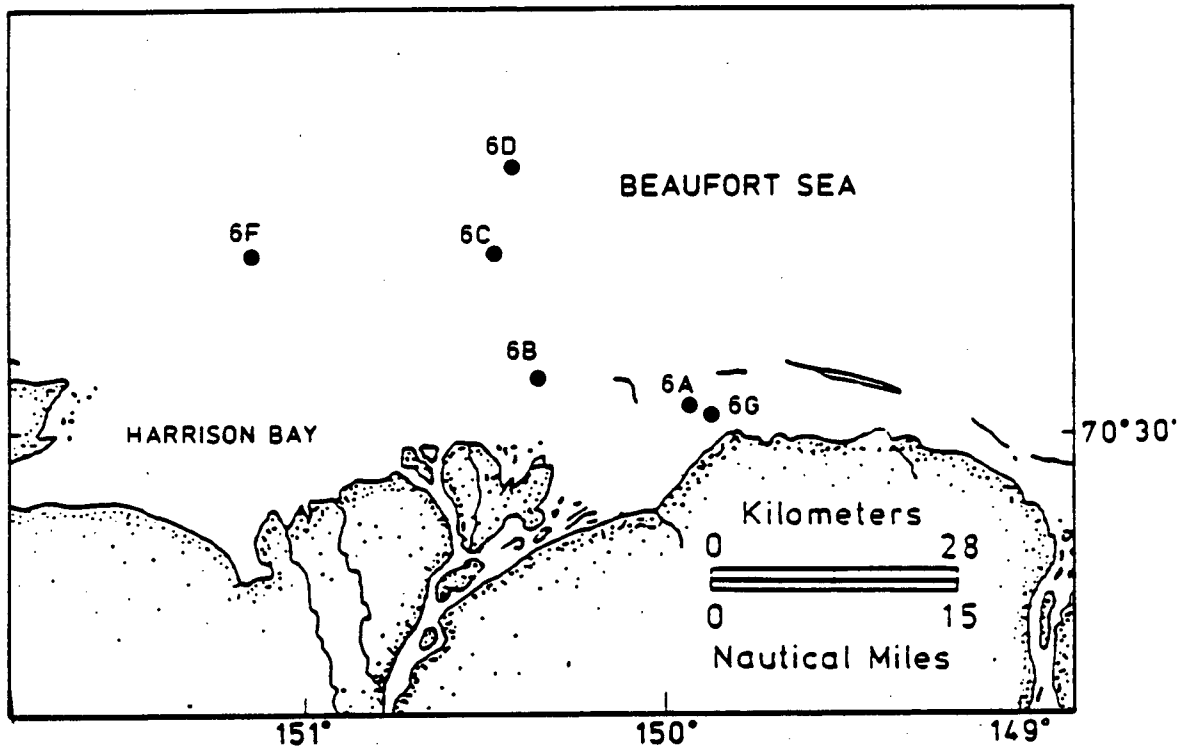 6D
BEAUFORT SEA
6F
6C
6B
6A
6G
HARRISON BAY
70°30'
Kilometers
0 28
0 15
Nautical Miles
151° 150° 149°